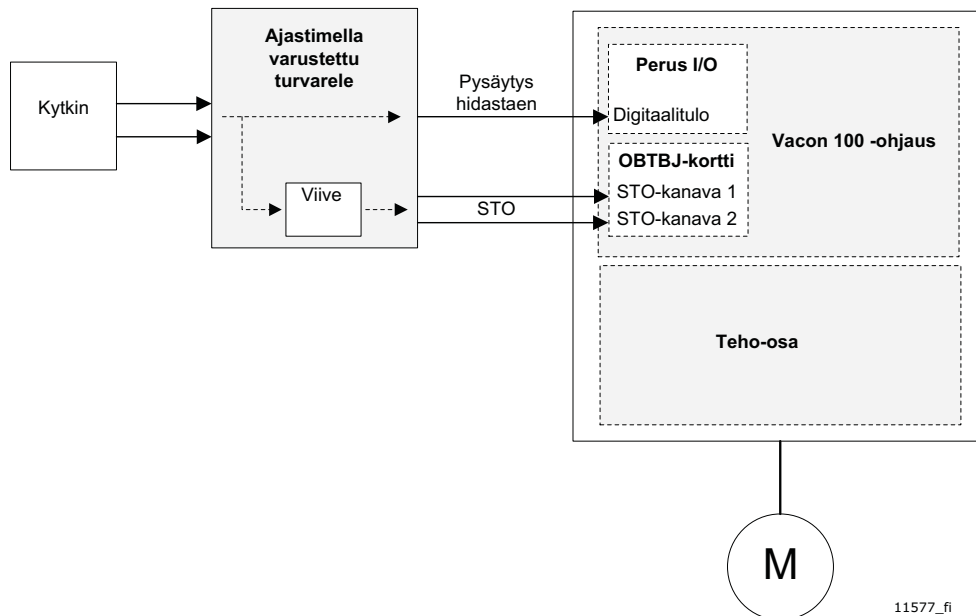 Kytkin
Ajastimella
varustettu
turvarele
Viive
Pysäytys
hidastaen
STO
Perus I/O
Digitaalitulo
Vacon 100 -ohjaus
OBTBJ-kortti
STO-kanava 1
STO-kanava 2
Teho-osa
M
11577_fi